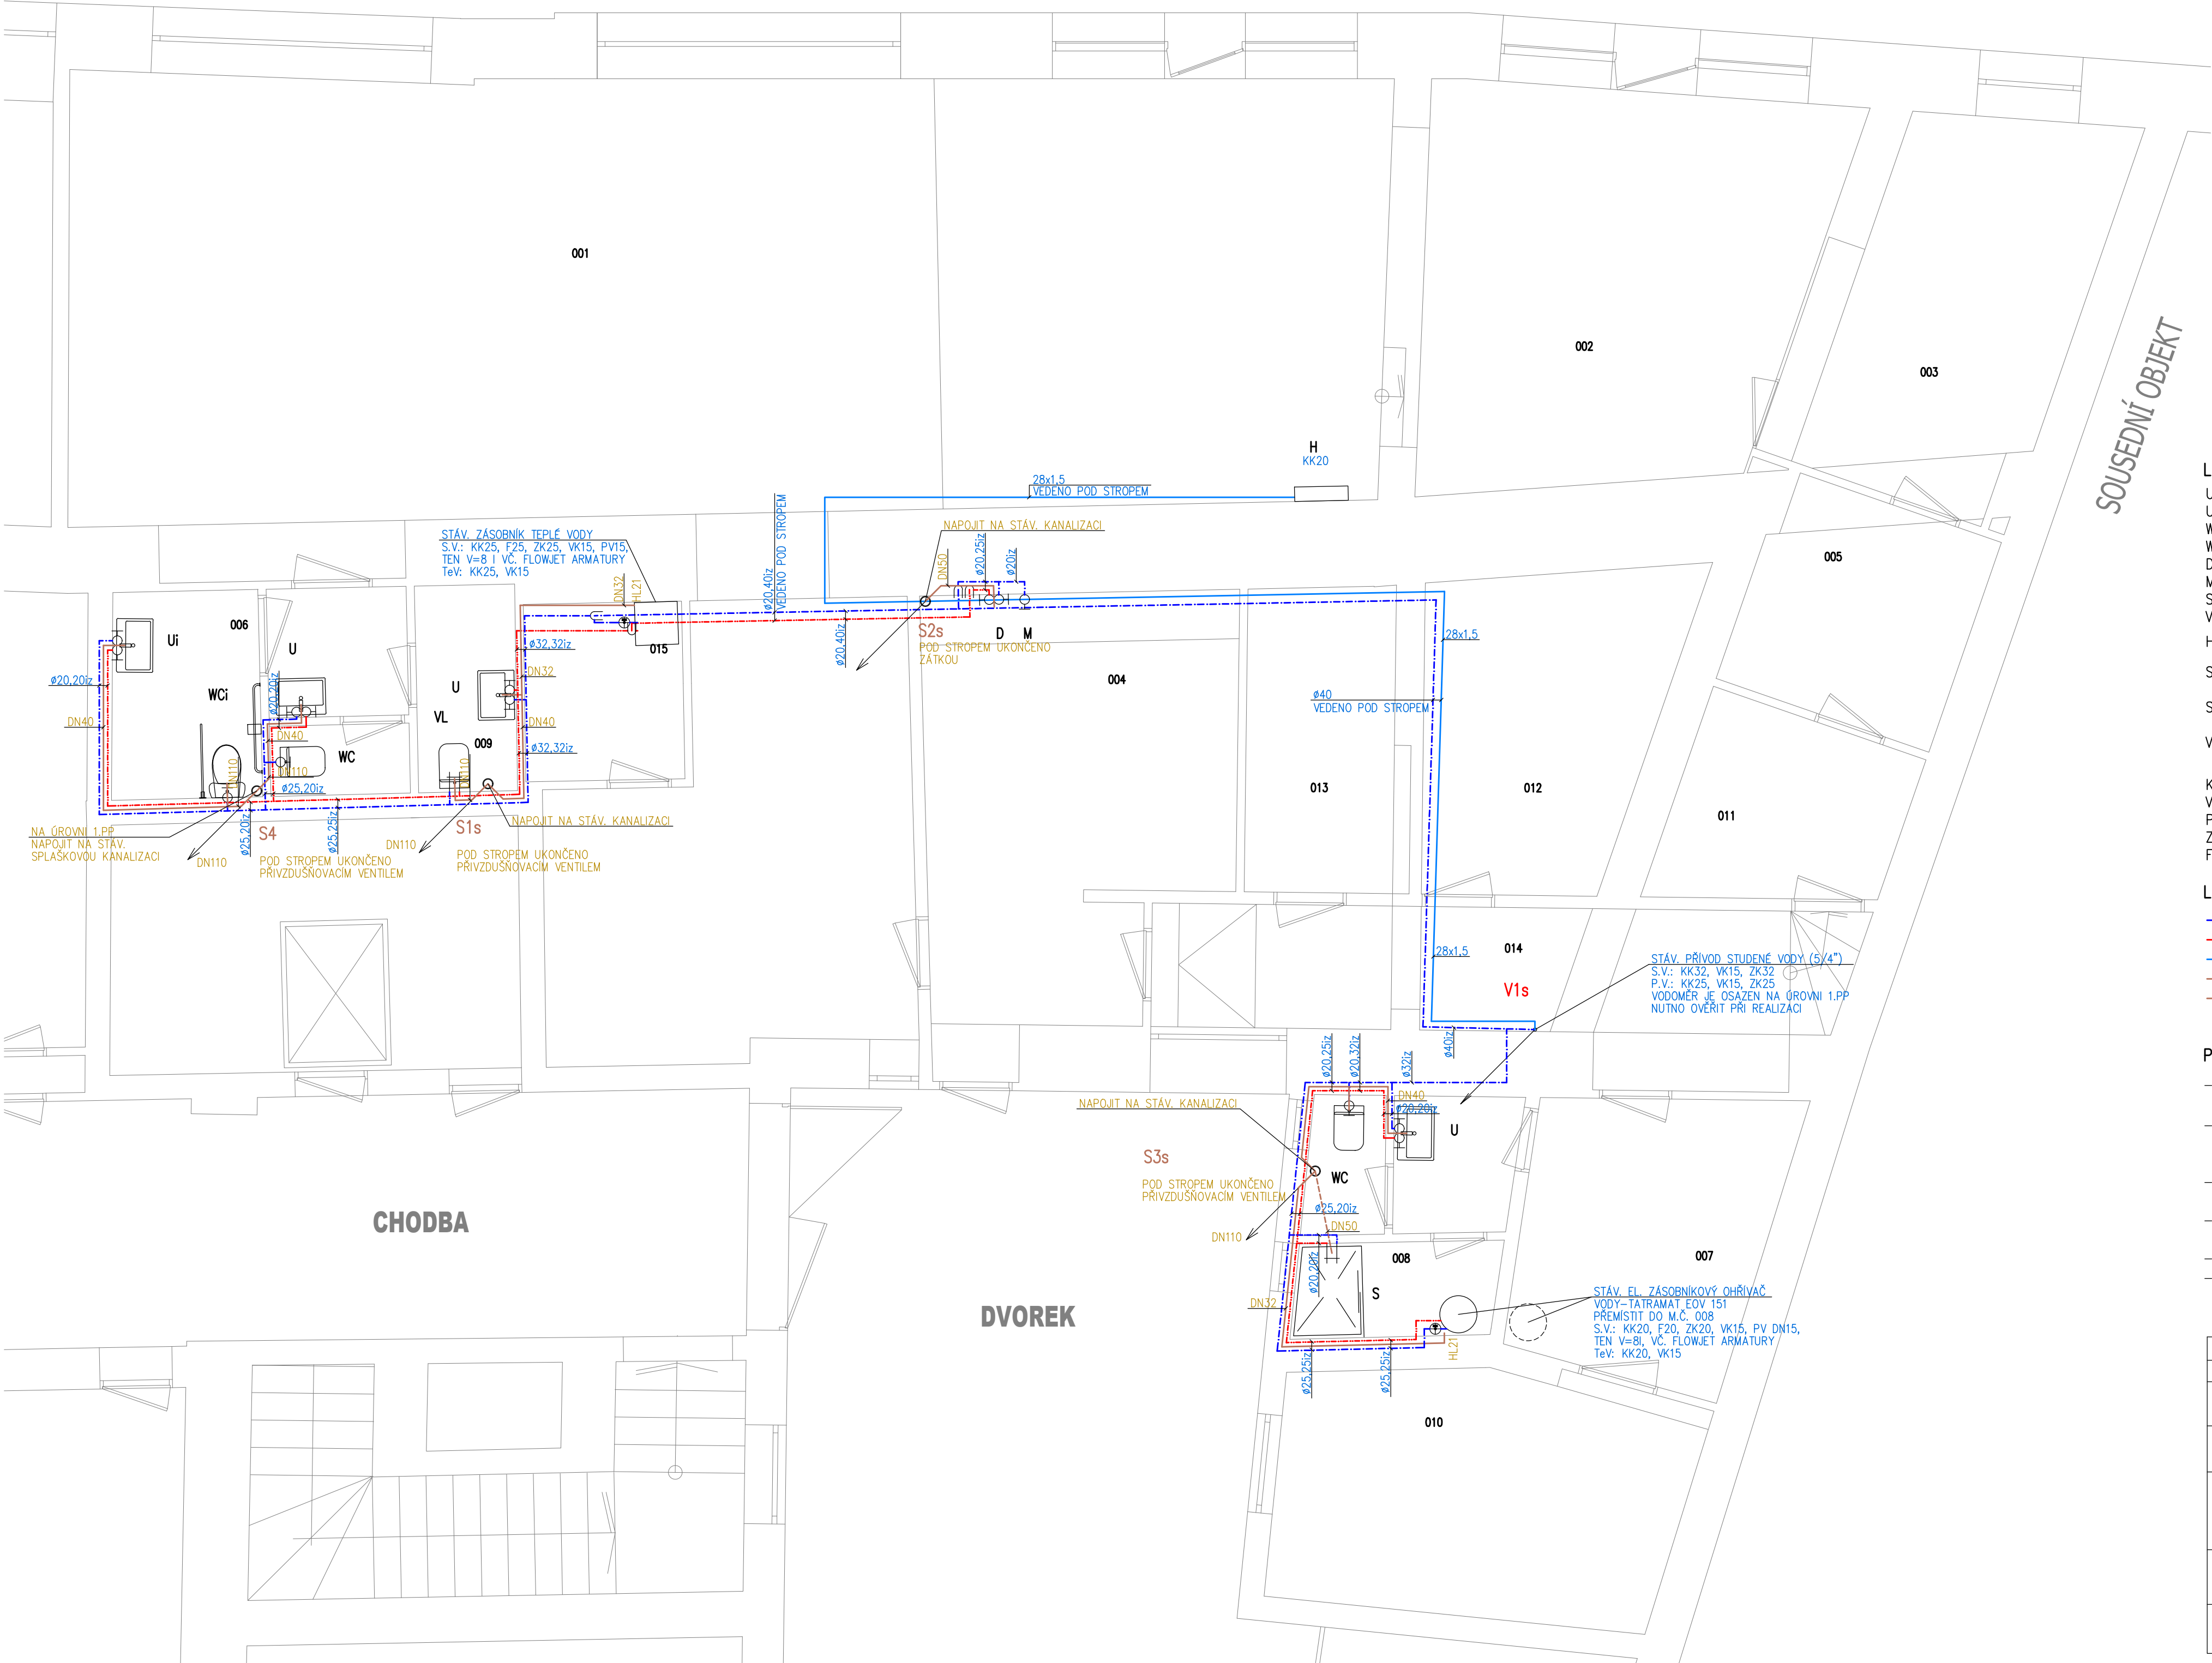 001
002
003
SOUSEDNÍ OBJEKT
H
KK20
28x1,5
VEDENO POD STROPEM
STÁV. ZÁSOBNÍK TEPLÉ VODY
S.V.: KK25, F25, ZK25, VK15, PV15,
TEN V=8 l VČ. FLOWJET ARMATURY
TeV: KK25, VK15
DN32
HL21
ø20,40iz
VEDENO POD STROPEM
NAPOJIT NA STÁV. KANALIZACI
DN50
ø20,25iz
ø20iz
005
006
Ui
U
WCi
ø20,20iz
ø20,20iz
DN40
DN40
WC
DN110
DN110
ø25,20iz
U
VL
009
DN110
ø32,32iz
DN32
DN40
ø32,32iz
015
ø20,40iz
S2s
POD STROPEM UKONČENO
ZÁTKOU
D
M
004
28x1,5
ø40
VEDENO POD STROPEM
013
012
011
NA ÚROVNI 1.PP
NAPOJIT NA STÁV.
SPLAŠKOVOU KANALIZACI
DN110
ø25,20iz
S4
POD STROPEM UKONČENO
PŘIVZDUŠŇOVACÍM VENTILEM
ø25,25iz
DN110
S1s
NAPOJIT NA STÁV. KANALIZACI
POD STROPEM UKONČENO
PŘIVZDUŠŇOVACÍM VENTILEM
28x1,5
014
V1s
STÁV. PŘÍVOD STUDENÉ VODY (5/4")
S.V.: KK32, VK15, ZK32
P.V.: KK25, VK15, ZK25
VODOMĚR JE OSAZEN NA ÚROVNI 1.PP
NUTNO OVĚŘIT PŘI REALIZACI
ø20,25iz
ø20,32iz
ø32iz
ø40iz
NAPOJIT NA STÁV. KANALIZACI
DN40
ø20,20iz
U
S3s
POD STROPEM UKONČENO
PŘIVZDUŠŇOVACÍM VENTILEM
WC
ø25,20iz
DN50
DN110
ø20,20iz
008
007
CHODBA
DVOREK
DN32
S
STÁV. EL. ZÁSOBNÍKOVÝ OHŘÍVAČ
VODY-TATRAMAT EOV 151
PŘEMÍSTIT DO M.Č. 008
S.V.: KK20, F20, ZK20, VK15, PV DN15,
TEN V=8l, VČ. FLOWJET ARMATURY
TeV: KK20, VK15
HL21
ø25,25iz
ø25,25iz
010